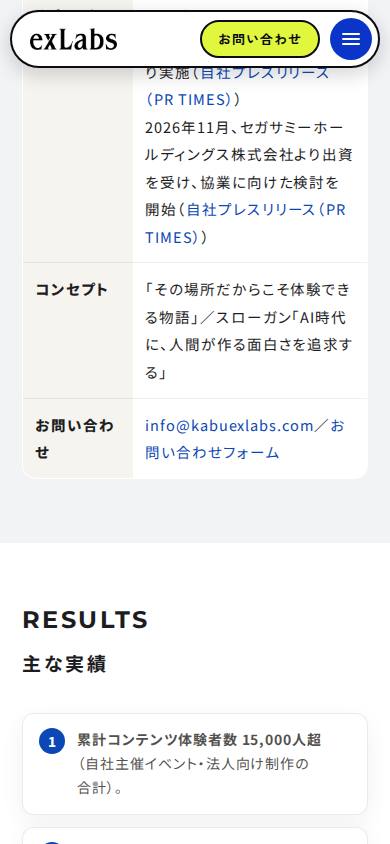 exLabs
お問い合わせ
り実施（自社プレスリリース
（PR TIMES））
2026年11月、セガサミーホー
ルディングス株式会社より出資
を受け、協業に向けた検討を
開始（自社プレスリリース（PR
TIMES））
コンセプト
「その場所だからこそ体験でき
る物語」／スローガン「AI時代
に、人間が作る面白さを追求す
る」
お問い合わ
せ
info@kabuexlabs.com／お
問い合わせフォーム
RESULTS
主な実績
1
累計コンテンツ体験者数 15,000人超
（自社主催イベント・法人向け制作の
合計）。